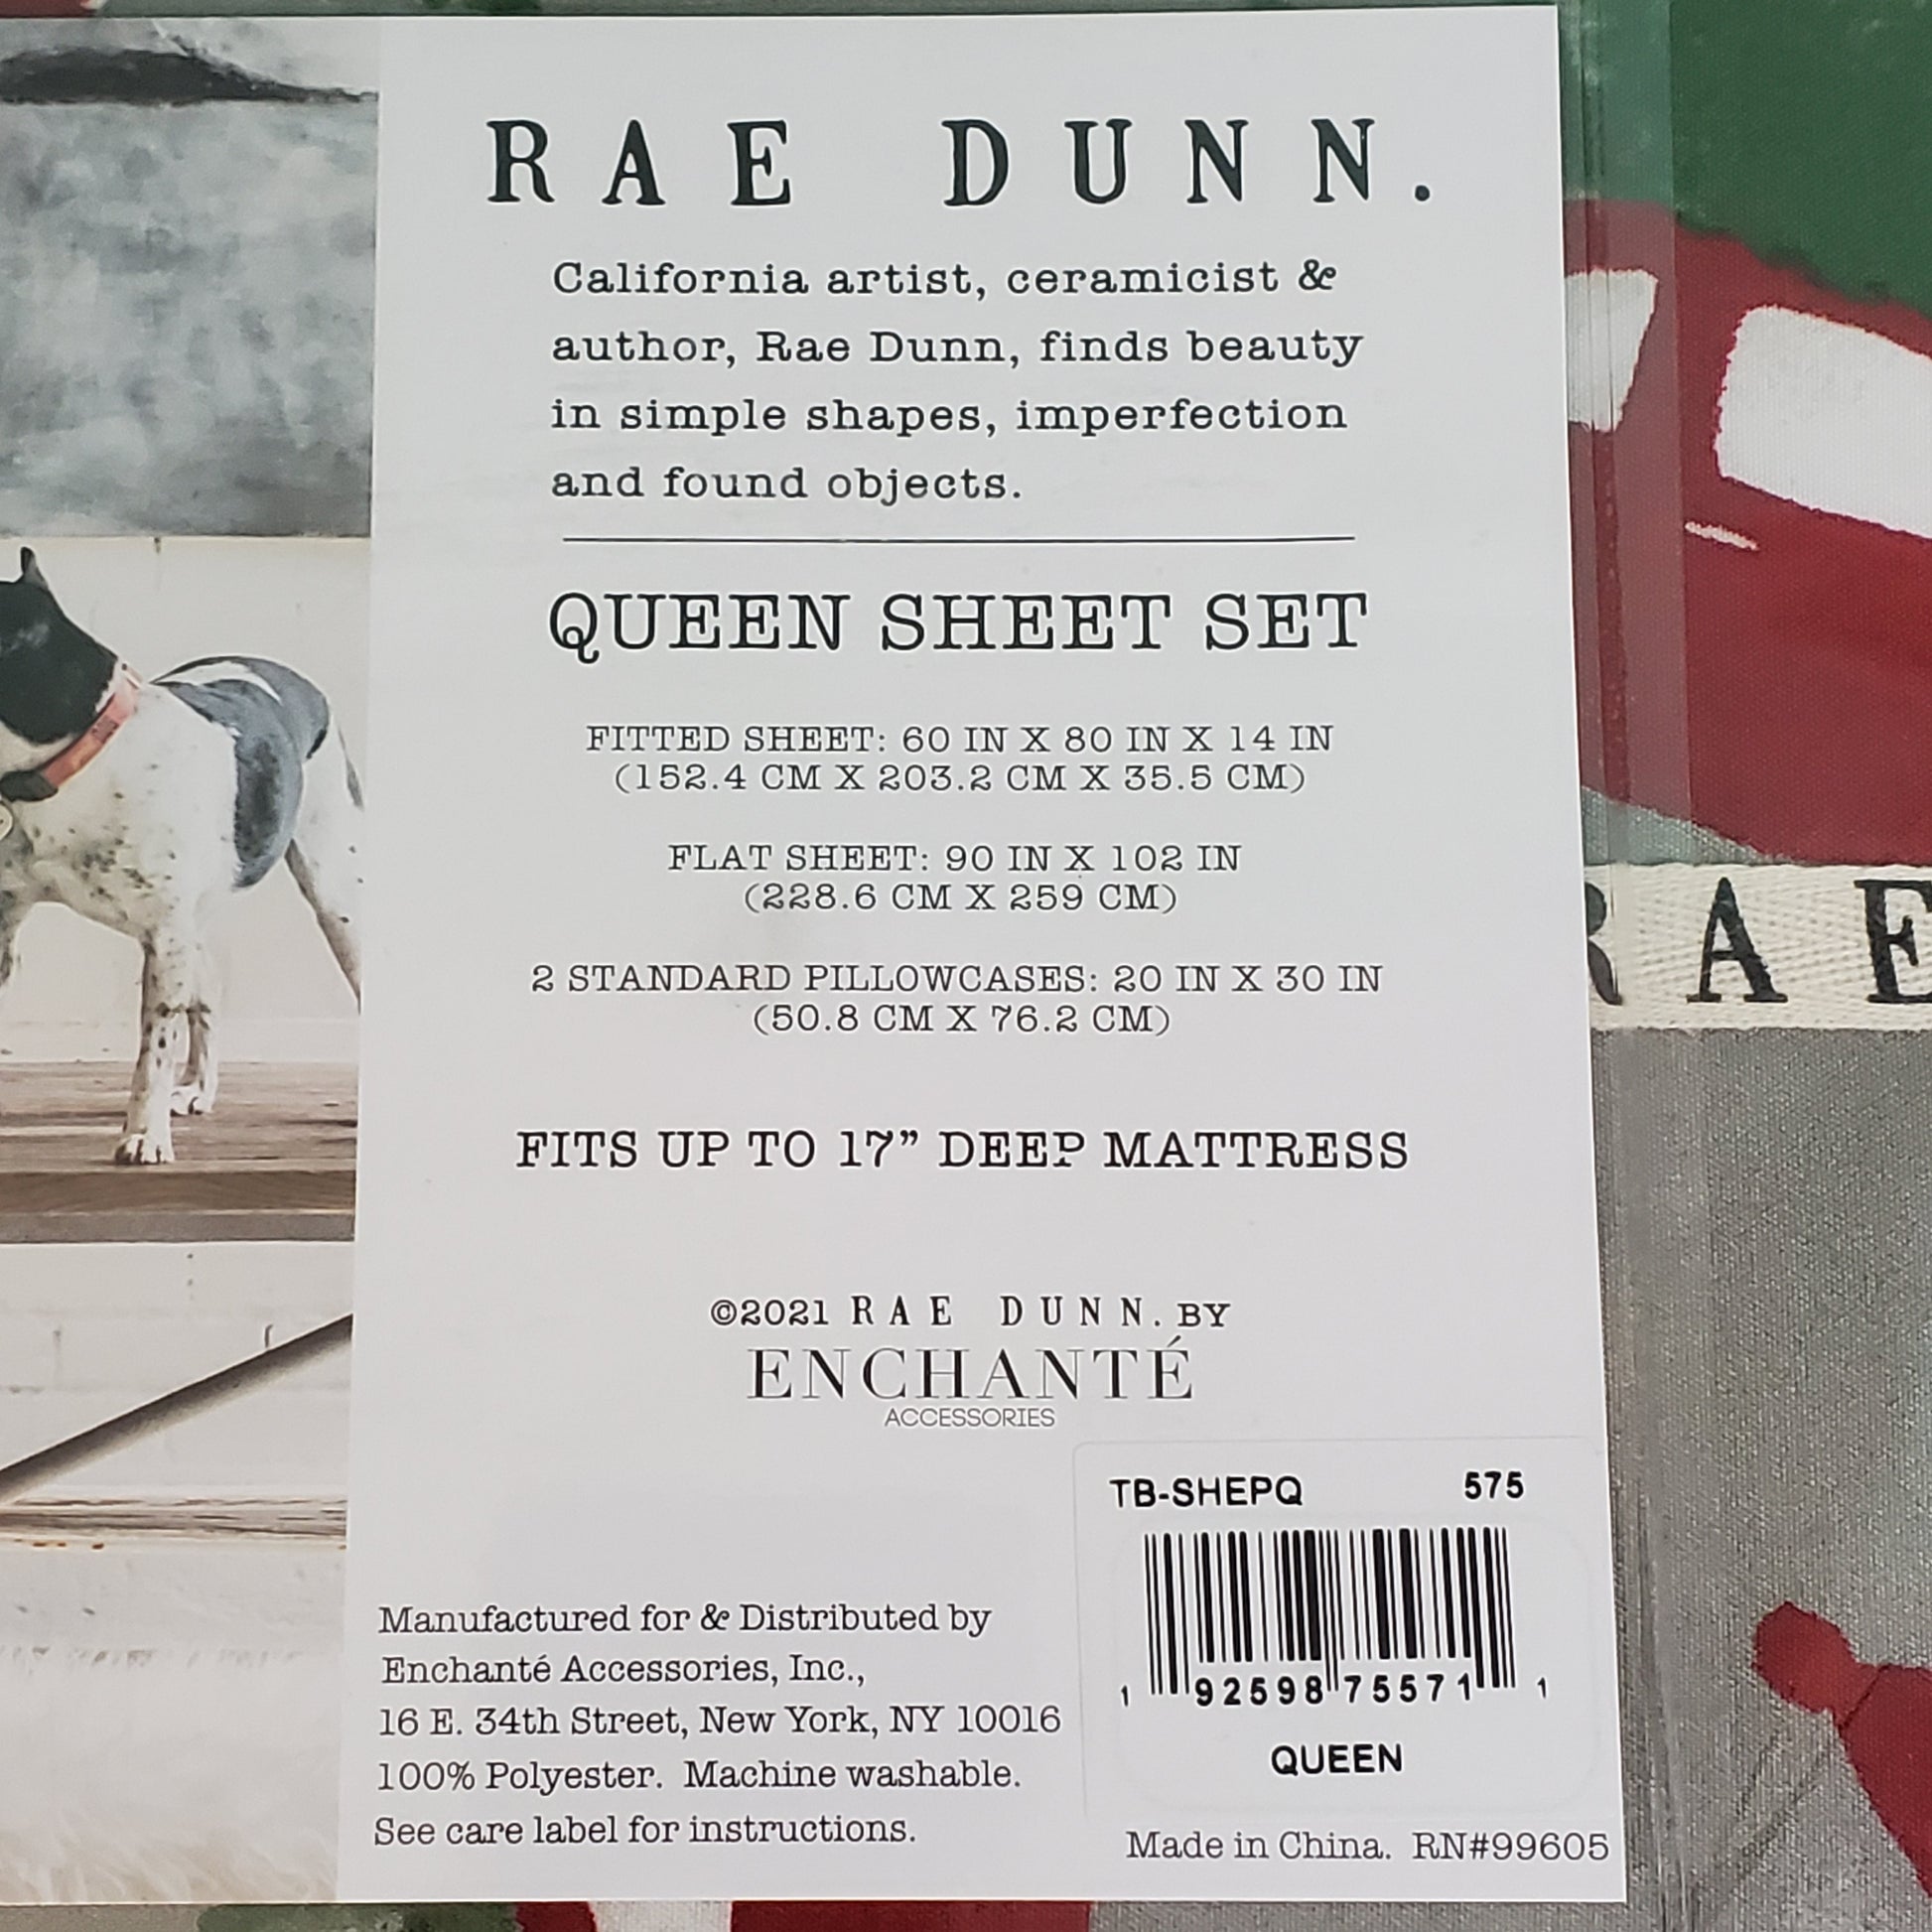 RAE DUNN.
California artist, ceramicist &
author, Rae Dunn, finds beauty
in simple shapes, imperfection
and found objects.
QUEEN SHEET SET
FITTED SHEET: 60 IN X 80 IN X 14 IN
(152.4 CM X 203.2 CM X 35.5 CM)
FLAT SHEET: 90 IN X 102 IN
(228.6 CM X 259 CM)
2 STANDARD PILLOWCASES: 20 IN X 30 IN
(50.8 CM X 76.2 CM)
FITS UP TO 17” DEEP MATTRESS
©2021 RAE DUNN. BY
ENCHANTÉ
ACCESSORIES
TB-SHEPQ 575
1 92598 75571 1
QUEEN
Manufactured for & Distributed by
Enchanté Accessories, Inc.,
16 E. 34th Street, New York, NY 10016
100% Polyester. Machine washable.
See care label for instructions.
Made in China. RN#99605
RAE